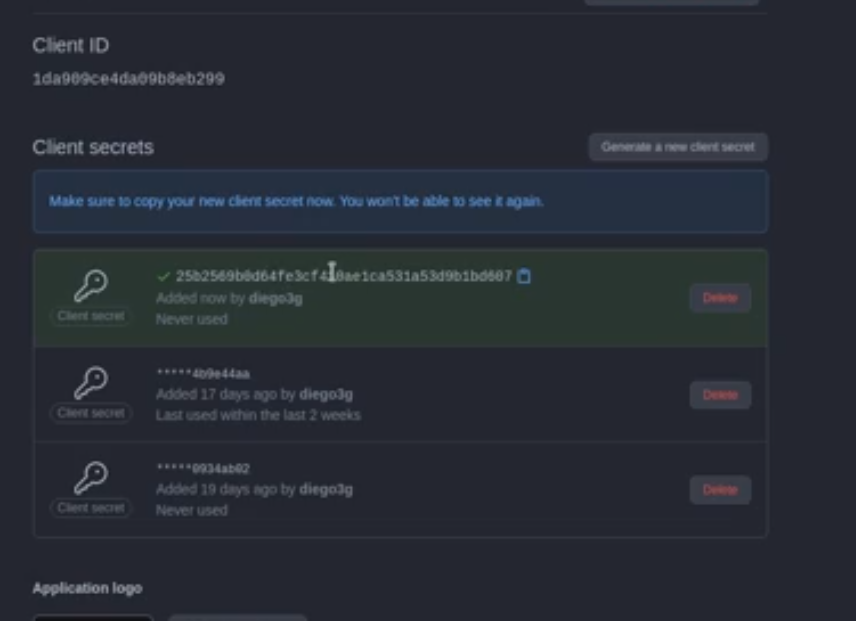 Client ID
1da909ce4da09b8eb299
Client secrets
Generate a new client secret
Make sure to copy your new client secret now. You won't be able to see it again.
Added now by diego3g
Client secret
Never used
Delete
*****4b9e44aa
Added 17 days ago by diego3g
Client secret
Last used within the last 2 weeks
Delete
*****0934ab02
Added 19 days ago by diego3g
Client secret
Never used
Delete
Application logo